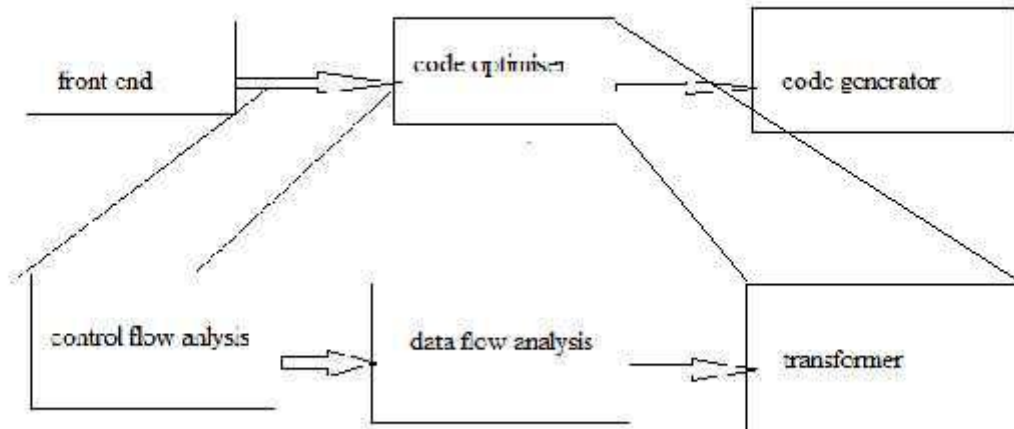 front end
code optimiser
code generator
control flow anlysis
data flow analysis
transformer